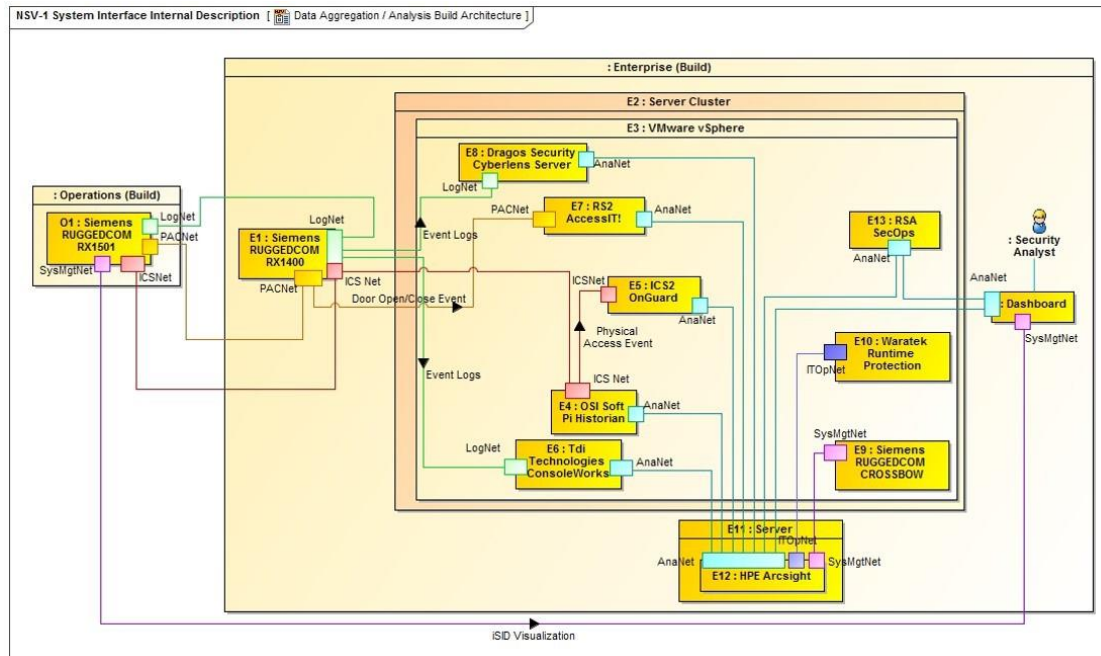 NSV-1 System Interface Internal Description [ Data Aggregation / Analysis Build Architecture ]
: Enterprise (Build)
E2 : Server Cluster
E3 : VMware vSphere
E8 : Dragos Security
Cyberlens Server
AnaNet
LogNet
: Operations (Build)
O1 : Siemens
RUGGEDCOM
RX1501
LogNet
PACNet
SysMgtNet
ICSNet
E1 : Siemens
RUGGEDCOM
RX1400
LogNet
ICS Net
PACNet
Event Logs
PACNet
E7 : RS2
AccessIT!
AnaNet
Door Open/Close Event
ICSNet
E5 : ICS2
OnGuard
AnaNet
Physical
Access Event
Event Logs
ICS Net
E4 : OSI Soft
Pi Historian
AnaNet
LogNet
E6 : Tdi
Technologies
ConsoleWorks
AnaNet
E13 : RSA
SecOps
AnaNet
: Security
Analyst
AnaNet
: Dashboard
SysMgtNet
E10 : Waratek
Runtime
Protection
ITOpNet
SysMgtNet
E9 : Siemens
RUGGEDCOM
CROSSBOW
E11 : Server
ITOpNet
AnaNet
SysMgtNet
E12 : HPE Arcsight
iSID Visualization